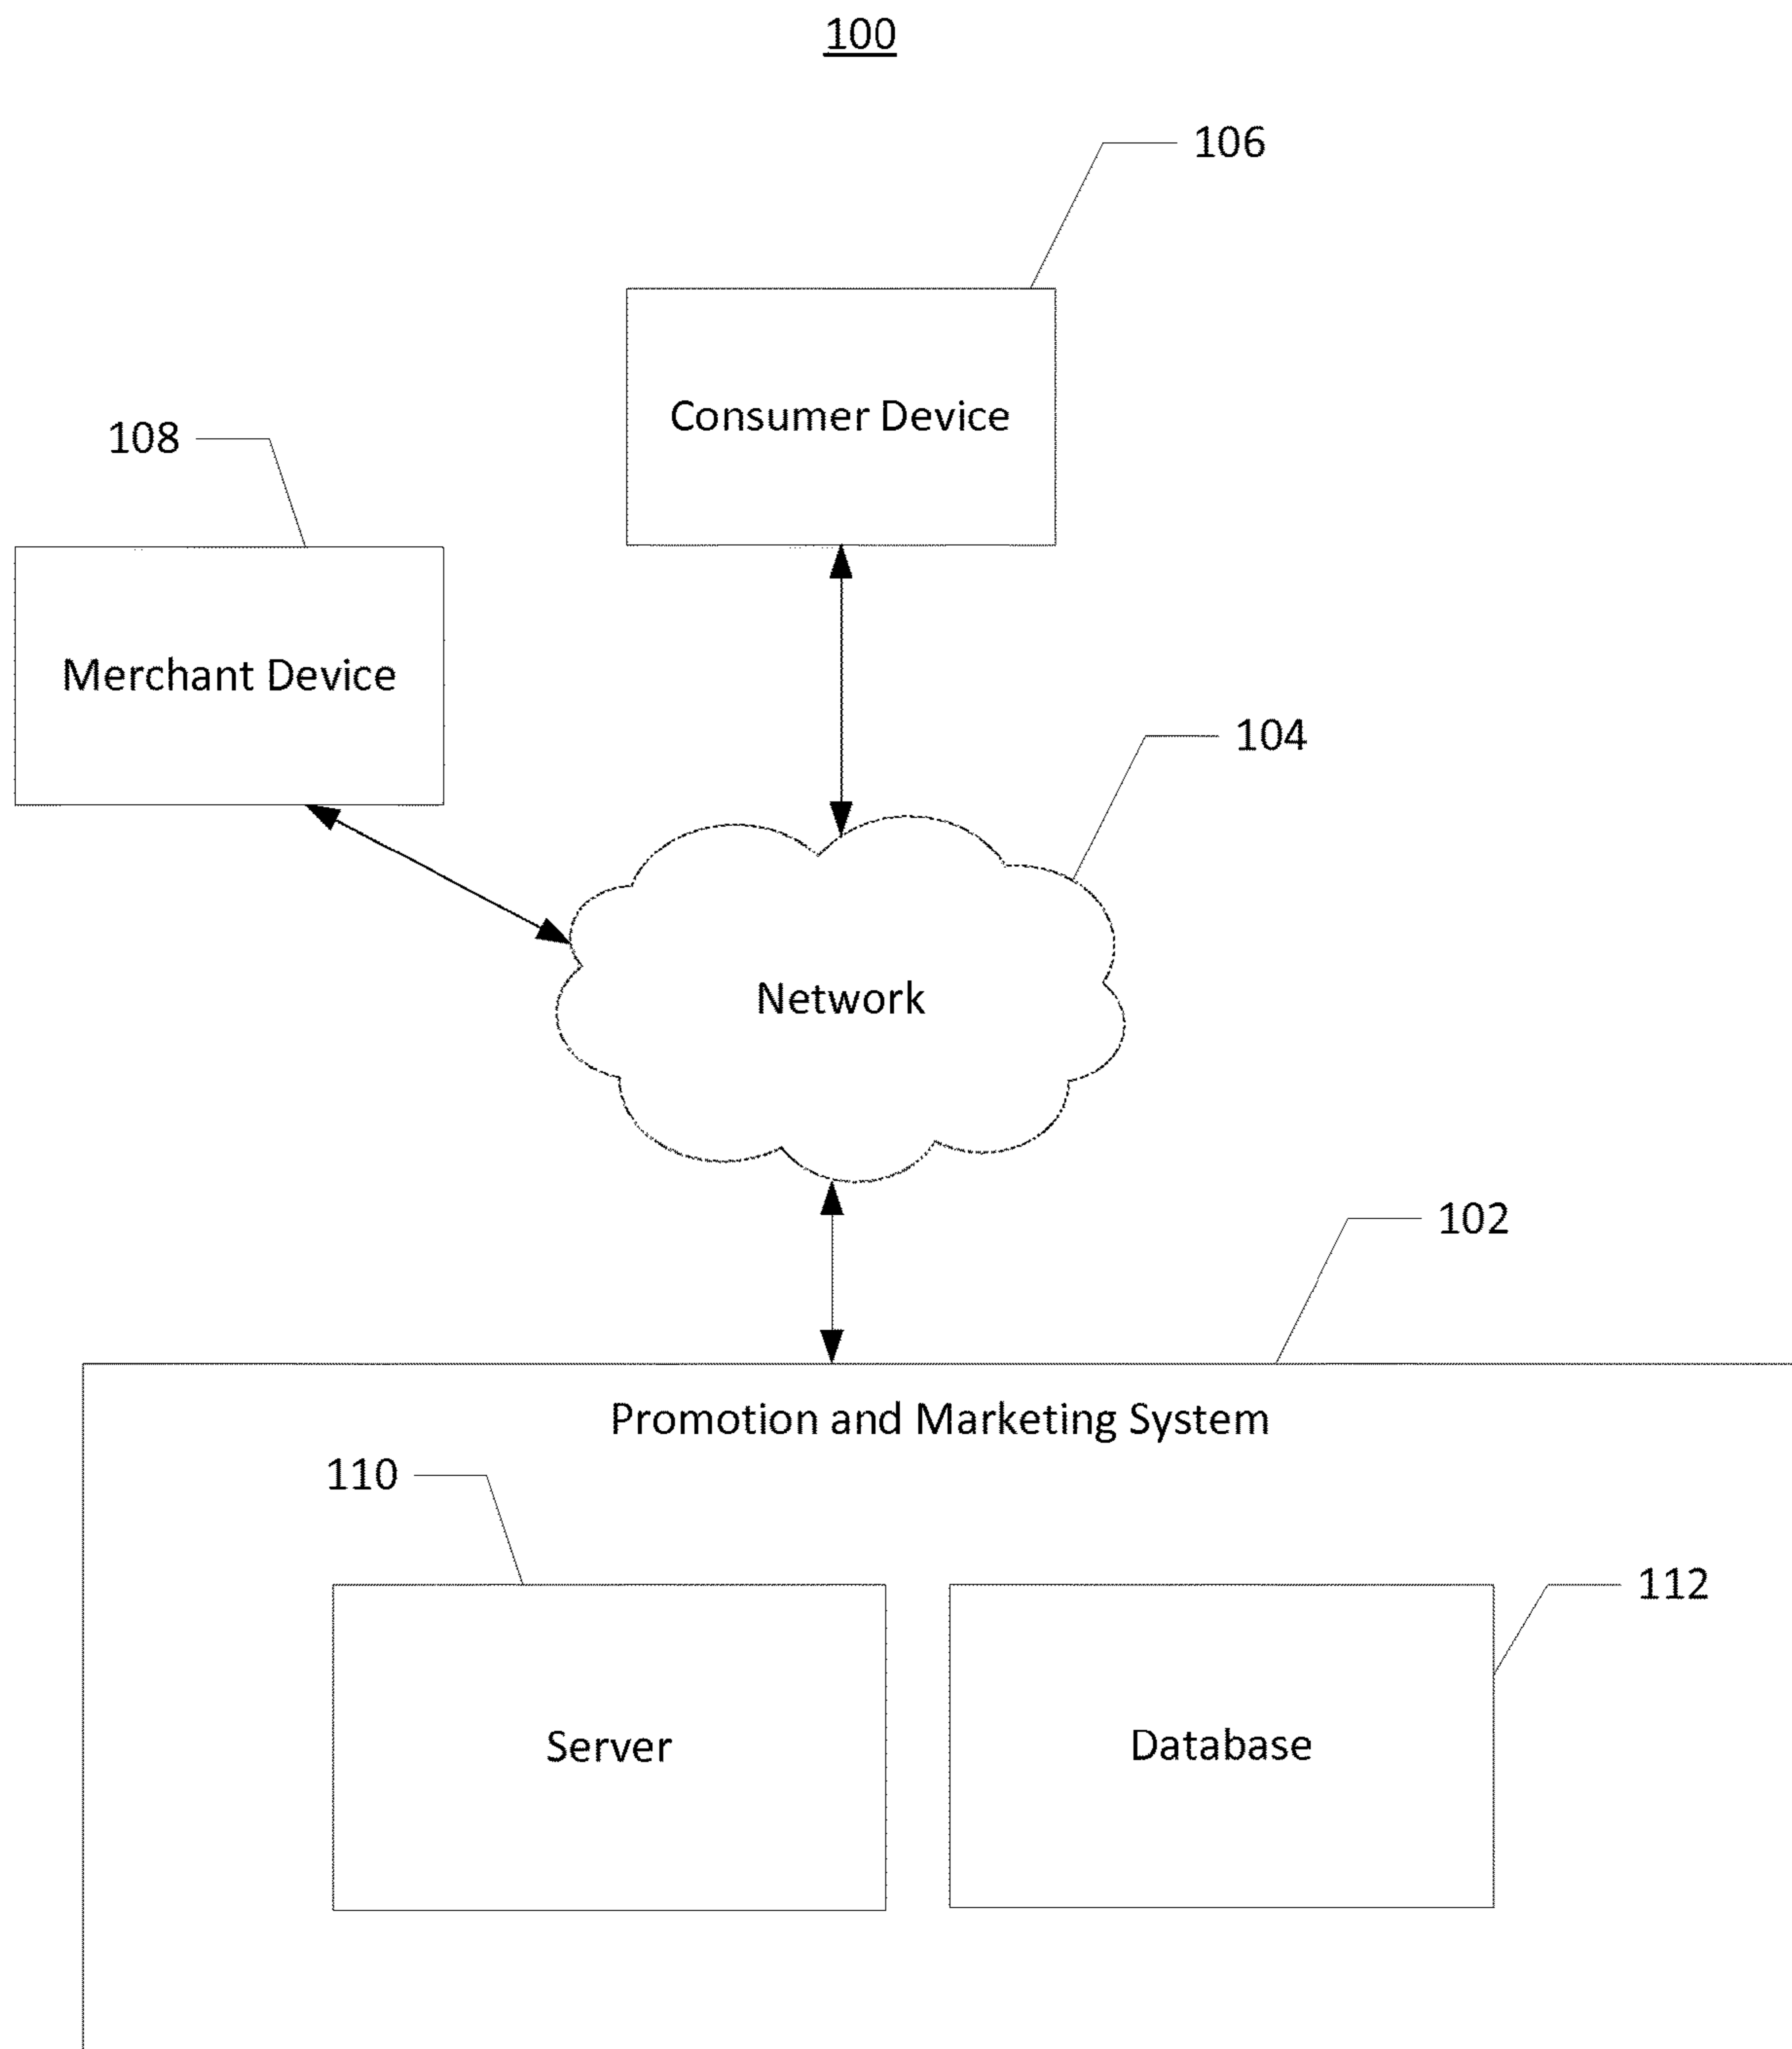 100
106
Consumer Device
108
Merchant Device
104
Network
102
Promotion and Marketing System
110
112
Server
Database